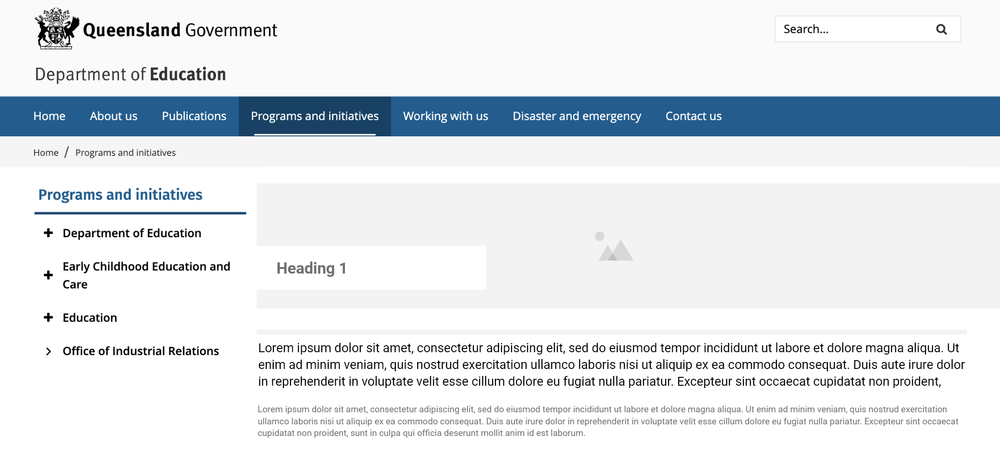 Queensland Government
Search...
Department of Education
Home About us Publications Programs and initiatives Working with us Disaster and emergency Contact us
Home / Programs and initiatives
Programs and initiatives
Department of Education
Early Childhood Education and
Care
Education
Office of Industrial Relations
Heading 1
Lorem ipsum dolor sit amet, consectetur adipiscing elit, sed do eiusmod tempor incididunt ut labore et dolore magna aliqua. Ut
enim ad minim veniam, quis nostrud exercitation ullamco laboris nisi ut aliquip ex ea commodo consequat. Duis aute irure dolor
in reprehenderit in voluptate velit esse cillum dolore eu fugiat nulla pariatur. Excepteur sint occaecat cupidatat non proident,
Lorem ipsum dolor sit amet, consectetur adipiscing elit, sed do eiusmod tempor incididunt ut labore et dolore magna aliqua. Ut enim ad minim veniam, quis nostrud exercitation
ullamco laboris nisi ut aliquip ex ea commodo consequat. Duis aute irure dolor in reprehenderit in voluptate velit esse cillum dolore eu fugiat nulla pariatur. Excepteur sint occaecat
cupidatat non proident, sunt in culpa qui officia deserunt mollit anim id est laborum.